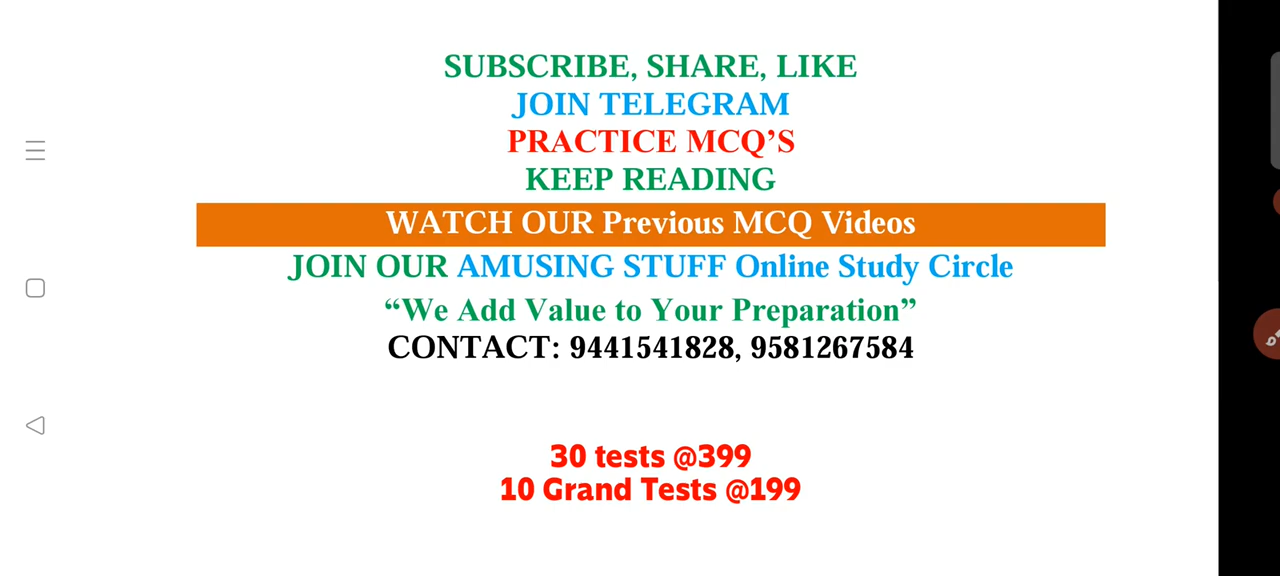 SUBSCRIBE, SHARE, LIKE
JOIN TELEGRAM
PRACTICE MCQ’S
KEEP READING
WATCH OUR Previous MCQ Videos
JOIN OUR AMUSING STUFF Online Study Circle
“We Add Value to Your Preparation”
CONTACT: 9441541828, 9581267584
30 tests @399
10 Grand Tests @199